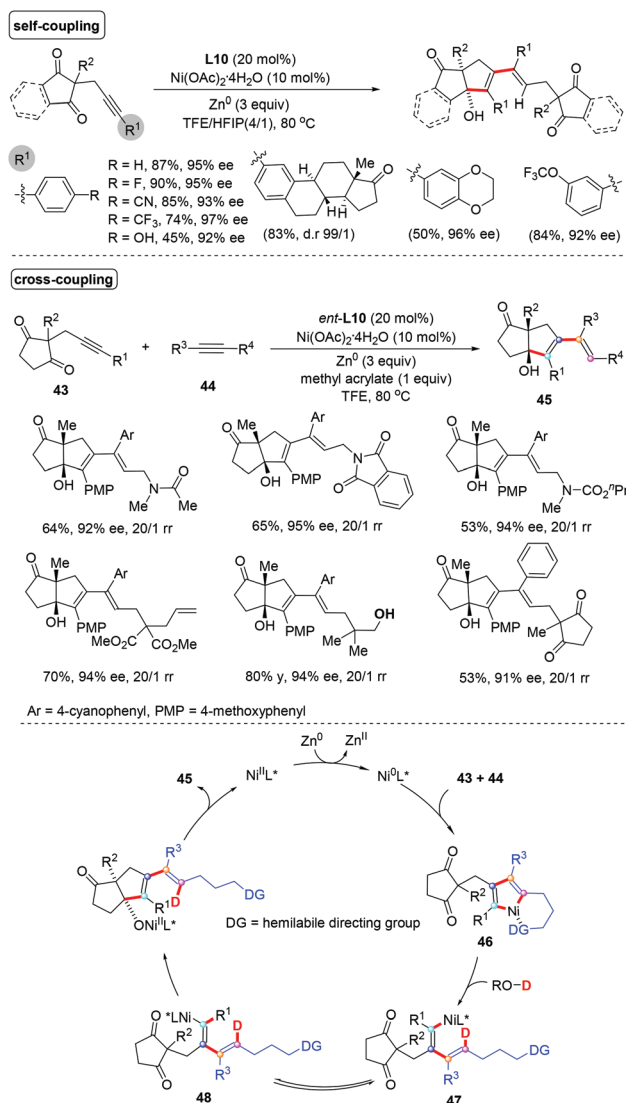 self-coupling
O
R2
O
R1
L10 (20 mol%)
Ni(OAc)2·4H2O (10 mol%)
Zn0 (3 equiv)
TFE/HFIP(4/1), 80 oC
O
R2
R1
H
OH
R1
R2
O
O
R1
R
R = H, 87%, 95% ee
R = F, 90%, 95% ee
R = CN, 85%, 93% ee
R = CF3, 74%, 97% ee
R = OH, 45%, 92% ee
Me
O
H
H
H
(83%, d.r 99/1)
O
O
(50%, 96% ee)
F3CO
(84%, 92% ee)
cross-coupling
O
R2
O
R1
43
+
R3
R4
44
ent-L10 (20 mol%)
Ni(OAc)2·4H2O (10 mol%)
Zn0 (3 equiv)
methyl acrylate (1 equiv)
TFE, 80 oC
O
R2
R3
R4
OH
R1
45
O
Me
Ar
OH
PMP
N
Me
O
Me
64%, 92% ee, 20/1 rr
O
Me
Ar
OH
PMP
N
O
O
65%, 95% ee, 20/1 rr
O
Me
Ar
OH
PMP
N
Me
CO2nPr
53%, 94% ee, 20/1 rr
O
Me
Ar
OH
PMP
MeO2C
CO2Me
70%, 94% ee, 20/1 rr
O
Me
Ar
OH
PMP
OH
Me
Me
80% y, 94% ee, 20/1 rr
O
Me
OH
PMP
O
Me
O
53%, 91% ee, 20/1 rr
Ar = 4-cyanophenyl, PMP = 4-methoxyphenyl
Zn0
ZnII
45
NiIIL*
Ni0L*
43 + 44
R2
R3
O
R1
D
DG
ONiIIL*
DG = hemilabile directing group
O
R3
R2
O
R1
Ni
DG
46
RO-D
*LNi
R1
O
R2
D
DG
O
R3
48
R1
NiL*
O
R2
D
DG
O
R3
47